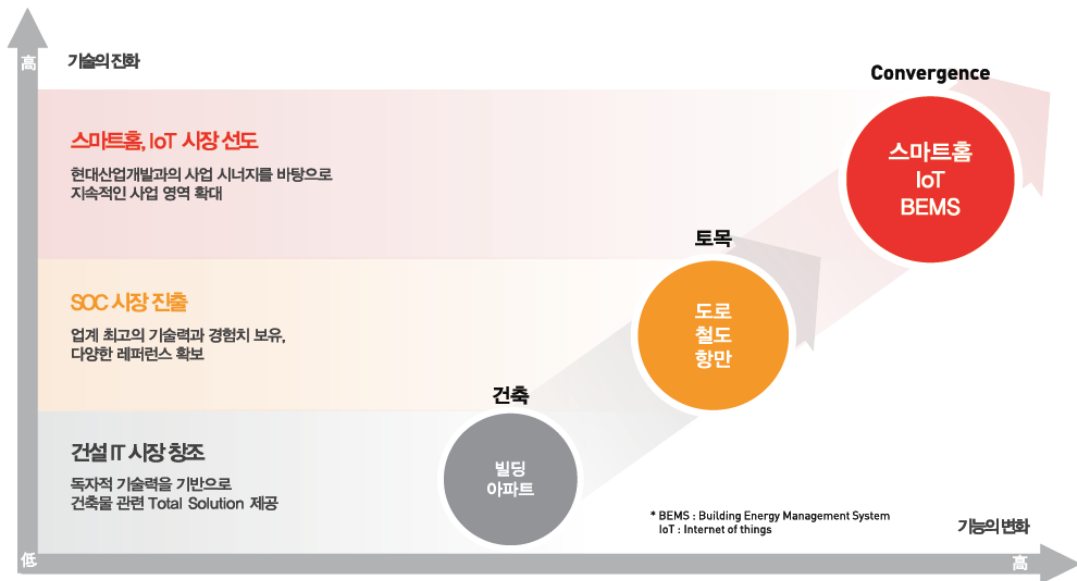 高
기술의 진화
Convergence
스마트홈, IoT 시장 선도
현대산업개발과의 사업 시너지를 바탕으로
지속적인 사업 영역 확대
스마트홈
IoT
BEMS
토목
SOC 시장 진출
업계 최고의 기술력과 경험치 보유,
다양한 레퍼런스 확보
도로
철도
항만
건축
건설 IT 시장 창조
독자적 기술력을 기반으로
건축물 관련 Total Solution 제공
빌딩
아파트
* BEMS : Building Energy Management System
IoT : Internet of things
기능의 변화
低
高